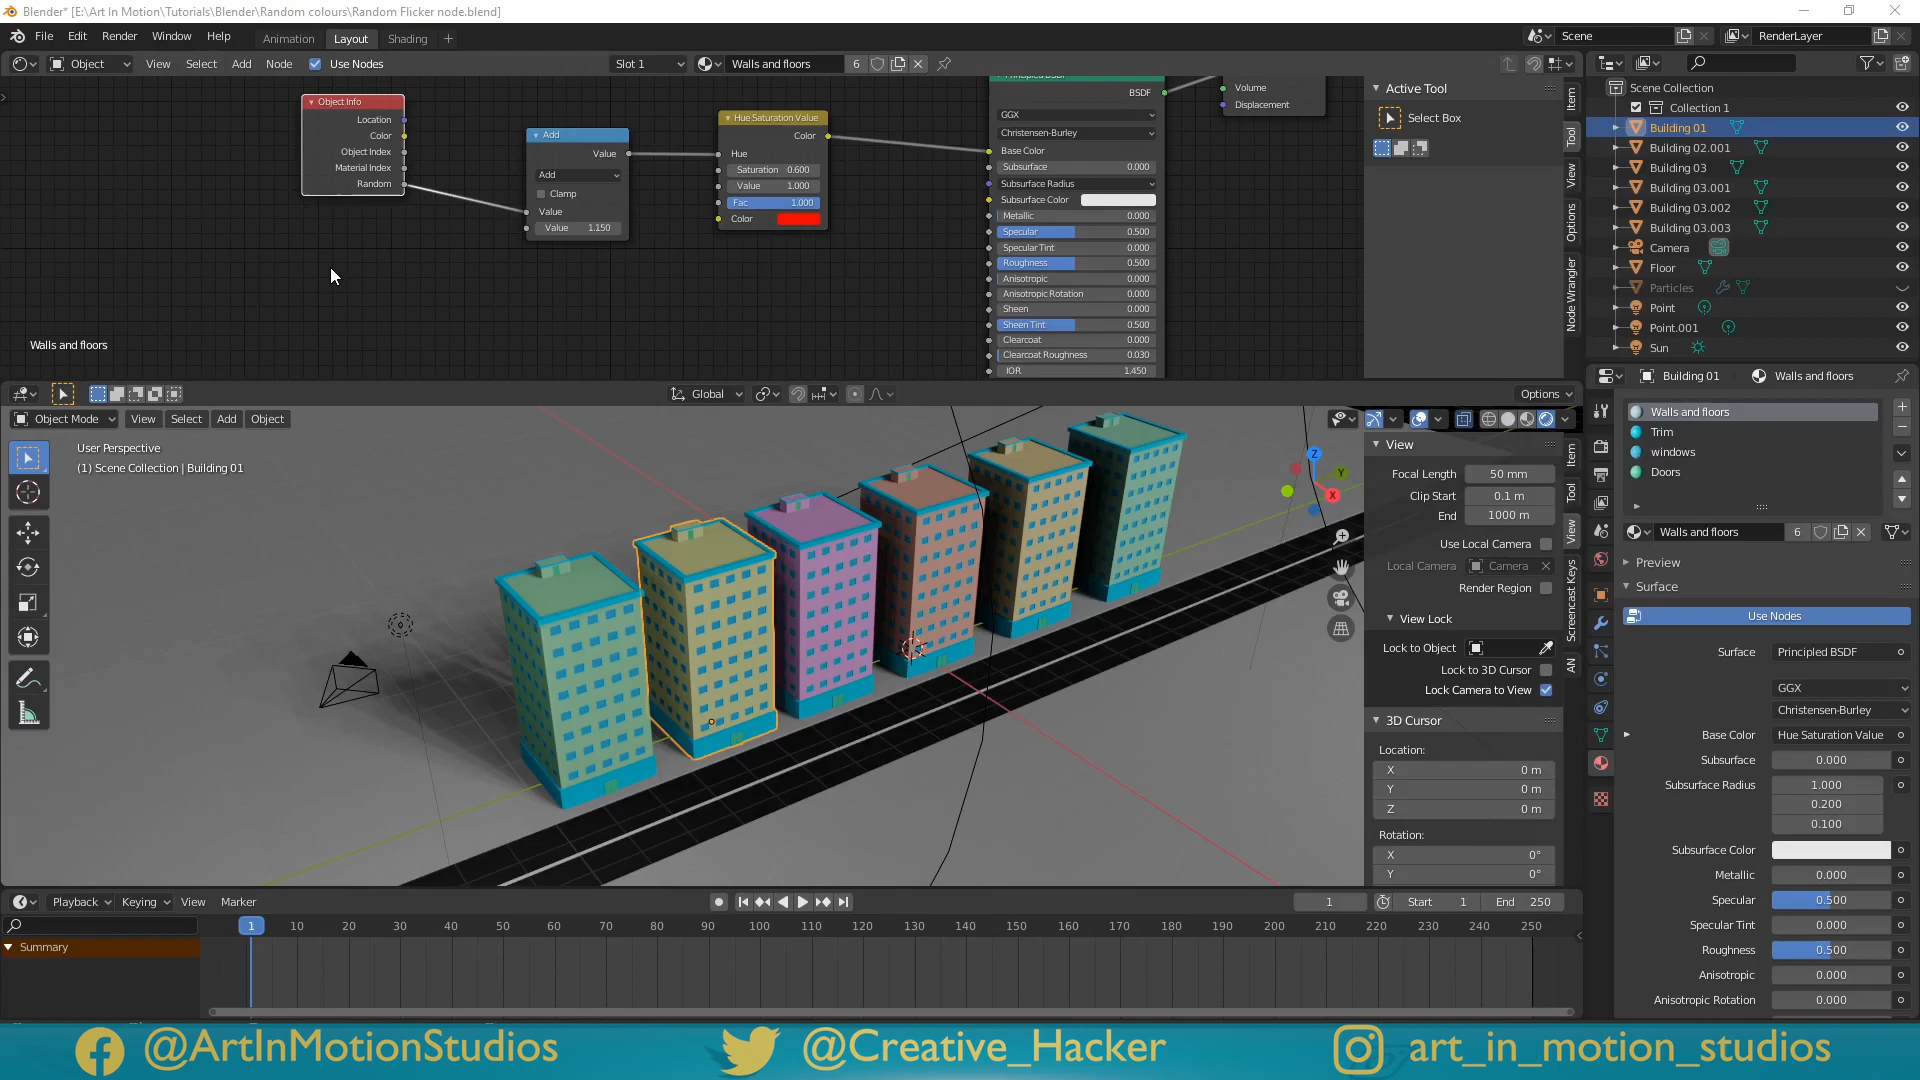 Blender* [E:\Art In Motion\Tutorials\Blender\Random colours\Random Flicker node.blend]
File Edit Render Window Help Animation Layout Shading + Scene RenderLayer
Object View Select Add Node Use Nodes Slot 1 Walls and floors 6
Object Info
Location
Color
Object Index
Material Index
Random
Add
Value
Add
Clamp
Value
Value 1.150
Hue Saturation Value
Color
Hue
Saturation 0.600
Value 1.000
Fac 1.000
Color
Principled BSDF
BSDF
GGX
Christensen-Burley
Base Color
Subsurface 0.000
Subsurface Radius
Subsurface Color
Metallic 0.000
Specular 0.500
Specular Tint 0.000
Roughness 0.500
Anisotropic 0.000
Anisotropic Rotation 0.000
Sheen 0.000
Sheen Tint 0.500
Clearcoat 0.000
Clearcoat Roughness 0.030
IOR 1.450
Volume
Displacement
Walls and floors
Active Tool
Select Box
Item
Tool
View
Options
Node Wrangler
Scene Collection
Collection 1
Building 01
Building 02.001
Building 03
Building 03.001
Building 03.002
Building 03.003
Camera
Floor
Particles
Point
Point.001
Sun
Global Options
Object Mode View Select Add Object
User Perspective
(1) Scene Collection | Building 01
Z
Y
X
View
Focal Length 50 mm
Clip Start 0.1 m
End 1000 m
Use Local Camera
Local Camera Camera
Render Region
View Lock
Lock to Object
Lock to 3D Cursor
Lock Camera to View
3D Cursor
Location:
X 0 m
Y 0 m
Z 0 m
Rotation:
X 0°
Y 0°
Item
Tool
View
Screencast Keys
AN
Building 01 Walls and floors
Walls and floors
Trim
windows
Doors
Walls and floors 6
Preview
Surface
Use Nodes
Surface Principled BSDF
GGX
Christensen-Burley
Base Color Hue Saturation Value
Subsurface 0.000
Subsurface Radius 1.000
0.200
0.100
Subsurface Color
Metallic 0.000
Specular 0.500
Specular Tint 0.000
Roughness 0.500
Anisotropic 0.000
Anisotropic Rotation 0.000
Playback Keying View Marker 1 Start 1 End 250
1 10 20 30 40 50 60 70 80 90 100 110 120 130 140 150 160 170 180 190 200 210 220 230 240 250
Summary
@ArtInMotionStudios @Creative_Hacker art_in_motion_studios